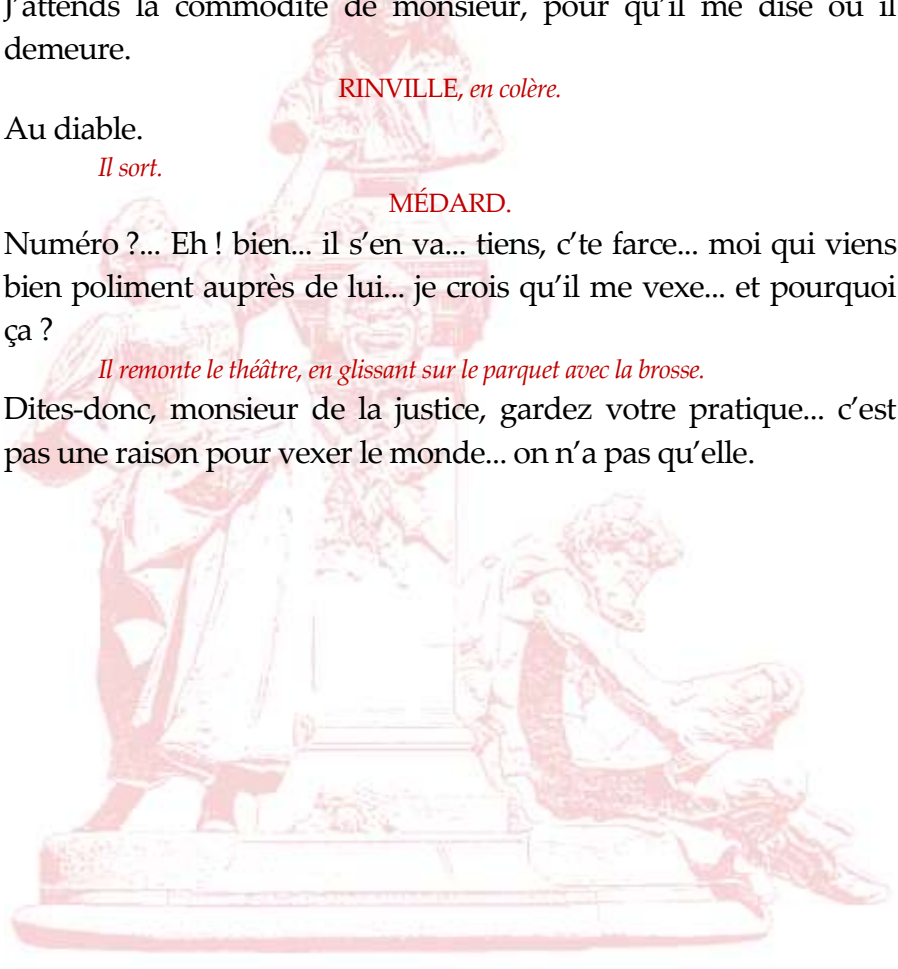 J'attends la commodité de monsieur, pour qu'il me dise où il
demeure.
RINVILLE, en colère.
Au diable.
Il sort.
MÉDARD.
Numéro ?... Eh ! bien... il s'en va... tiens, c'te farce... moi qui viens
bien poliment auprès de lui... je crois qu'il me vexe... et pourquoi
ça ?
Il remonte le théâtre, en glissant sur le parquet avec la brosse.
Dites-donc, monsieur de la justice, gardez votre pratique... c'est
pas une raison pour vexer le monde... on n'a pas qu'elle.